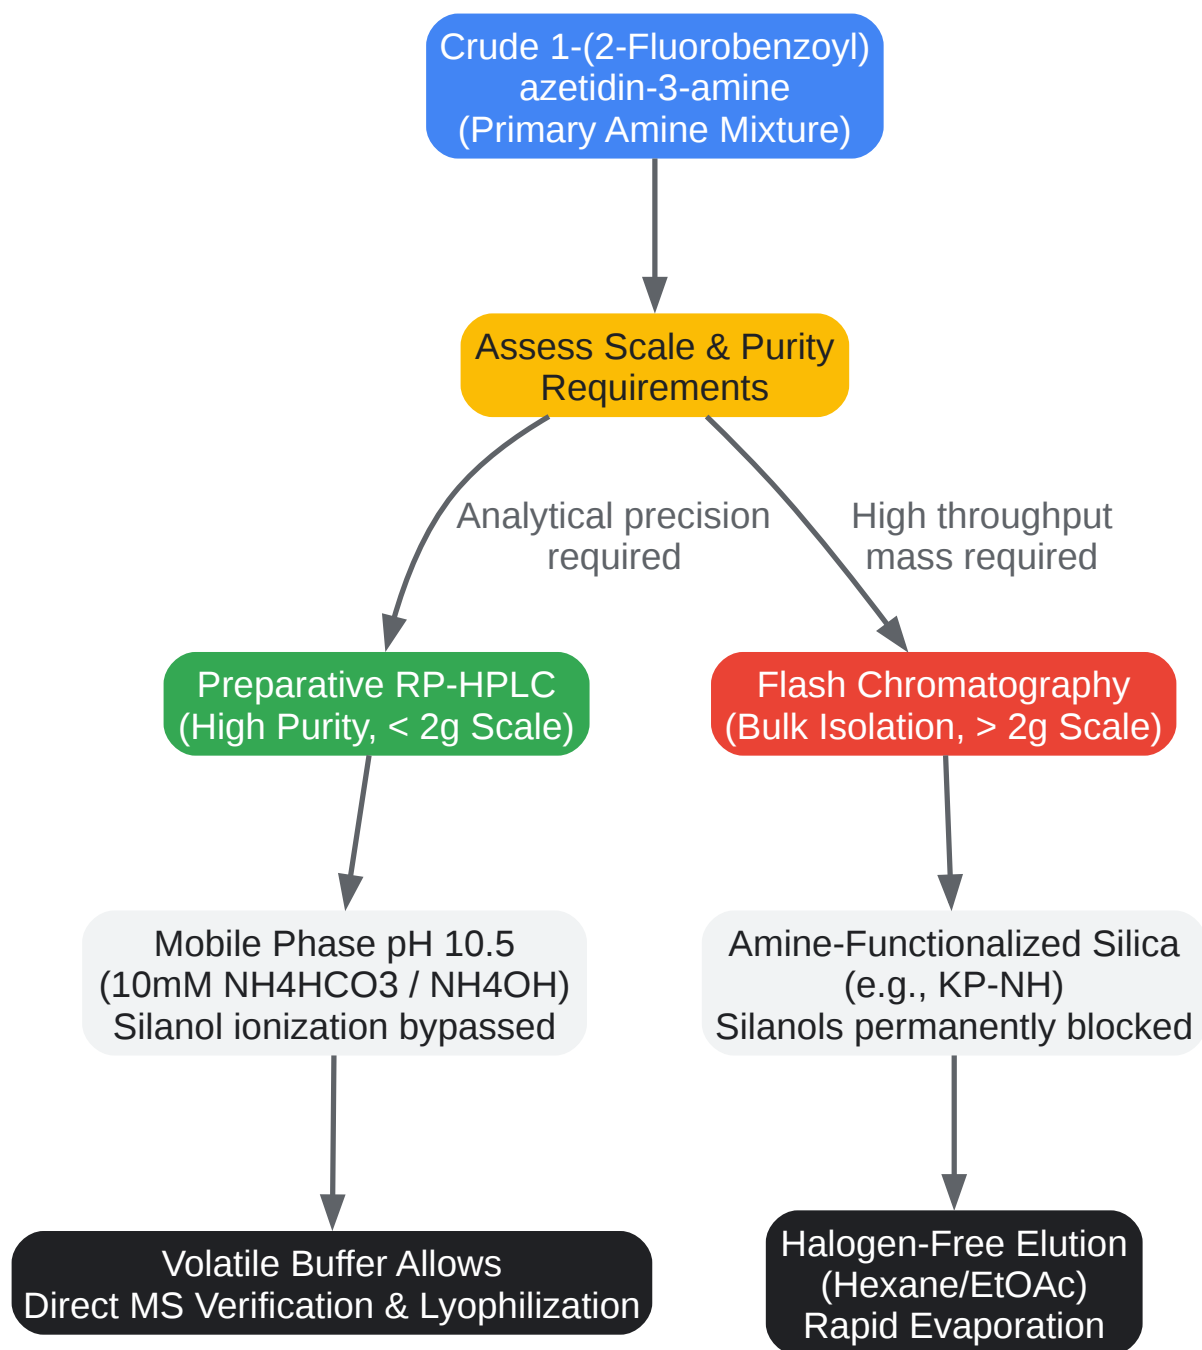 Crude 1-(2-Fluorobenzoyl)
azetidin-3-amine
(Primary Amine Mixture)
Assess Scale & Purity
Requirements
Analytical precision
required
High throughput
mass required
Preparative RP-HPLC
(High Purity, < 2g Scale)
Flash Chromatography
(Bulk Isolation, > 2g Scale)
Mobile Phase pH 10.5
(10mM NH4HCO3 / NH4OH)
Silanol ionization bypassed
Amine-Functionalized Silica
(e.g., KP-NH)
Silanols permanently blocked
Volatile Buffer Allows
Direct MS Verification & Lyophilization
Halogen-Free Elution
(Hexane/EtOAc)
Rapid Evaporation